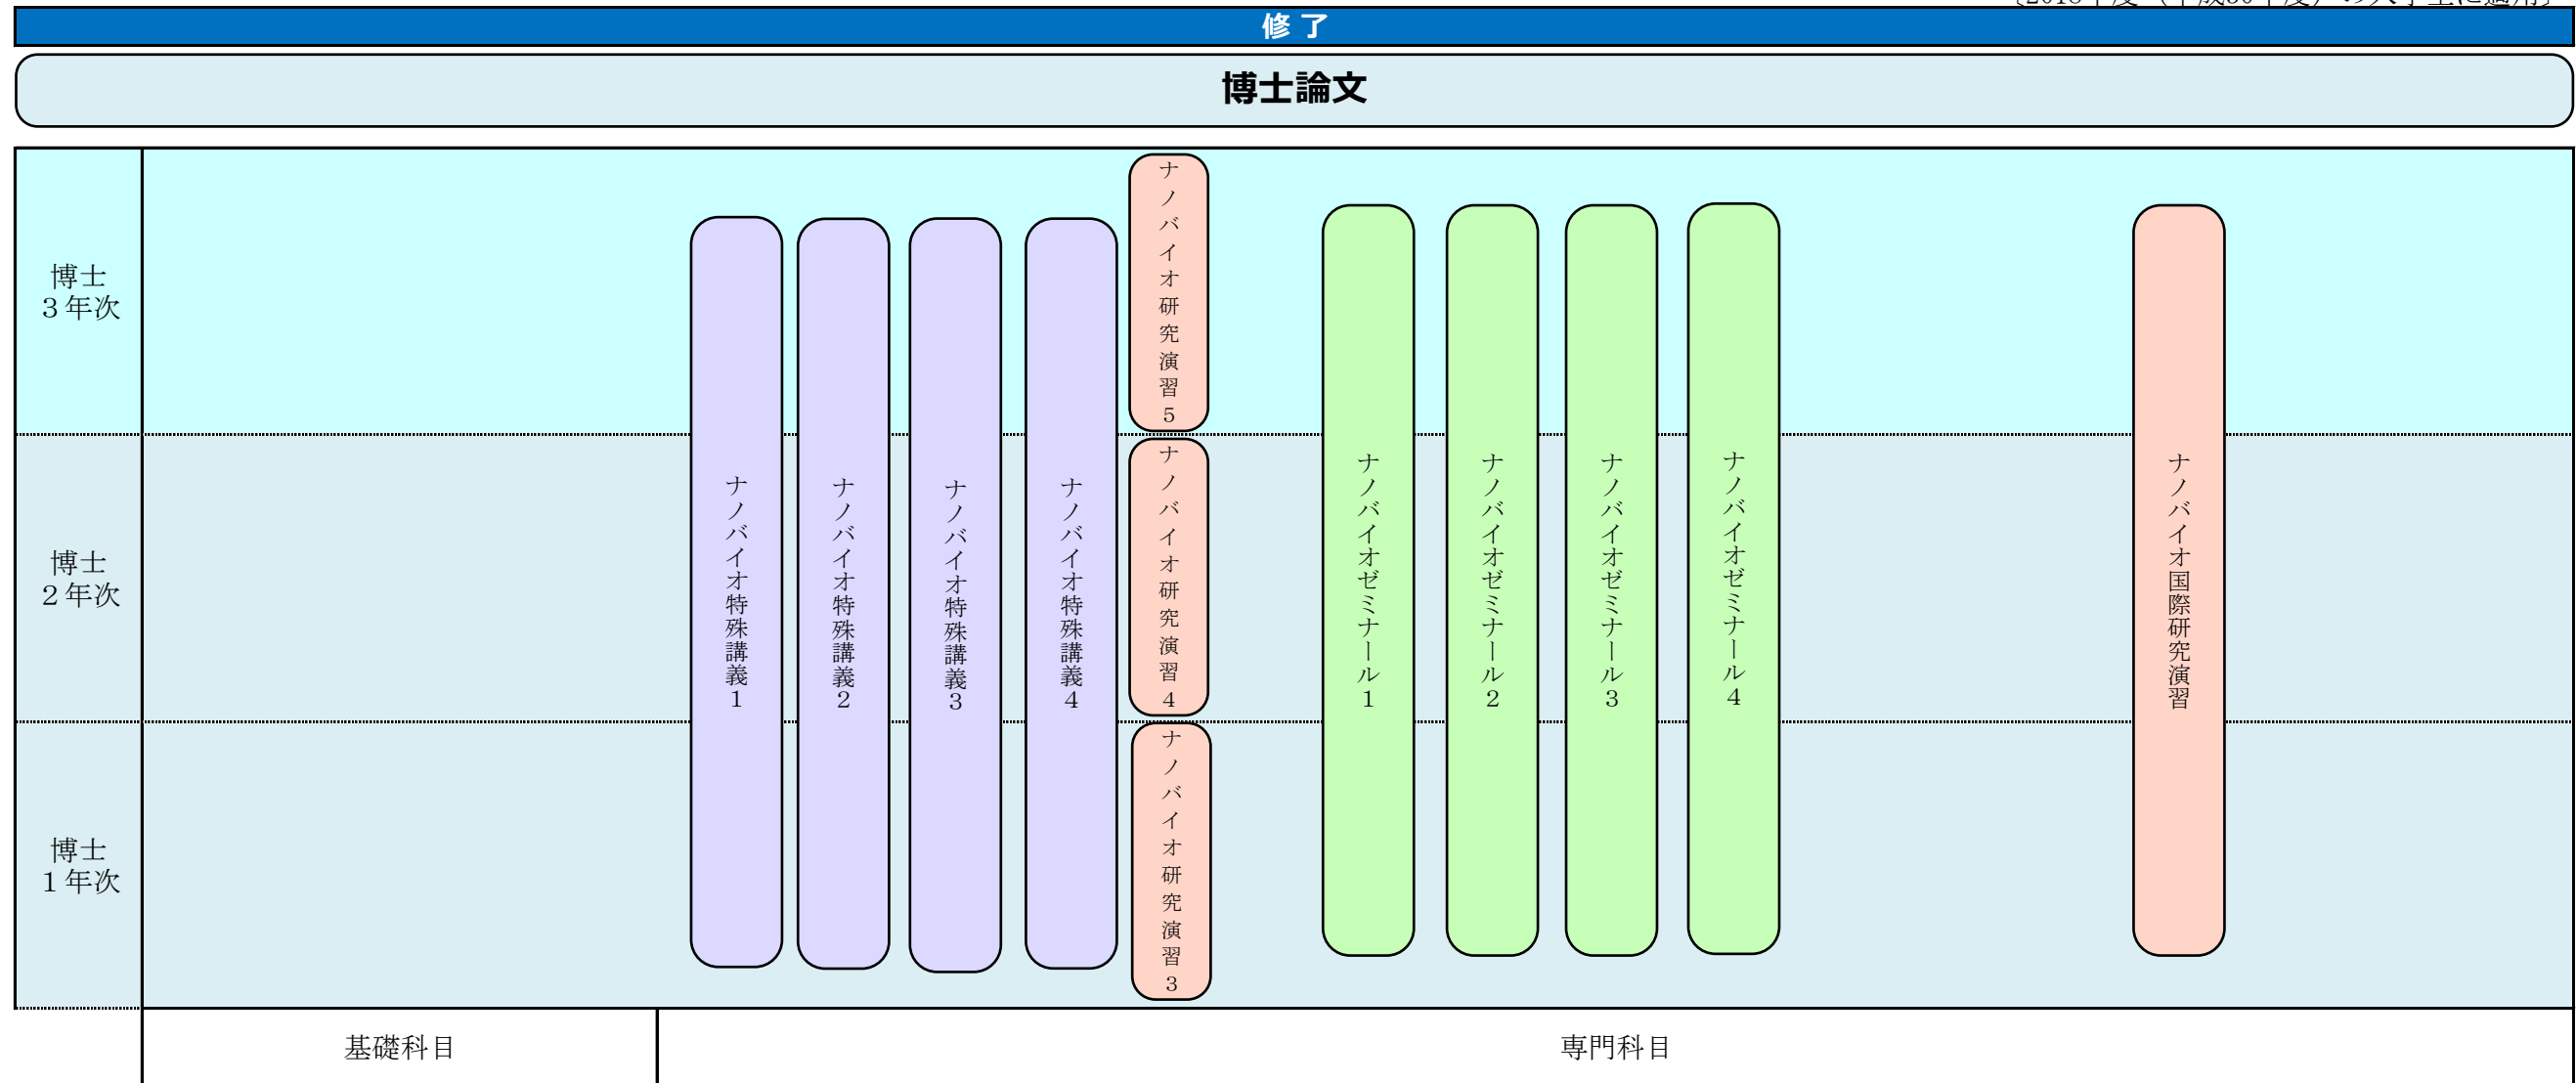 修 了
博士論文
博士
３年次
博士
２年次
博士
１年次
ナノバイオ特殊講義１
ナノバイオ特殊講義２
ナノバイオ特殊講義３
ナノバイオ特殊講義４
ナノバイオ研究演習５
ナノバイオ研究演習４
ナノバイオ研究演習３
ナノバイオゼミナール１
ナノバイオゼミナール２
ナノバイオゼミナール３
ナノバイオゼミナール４
ナノバイオ国際研究演習
基礎科目
専門科目